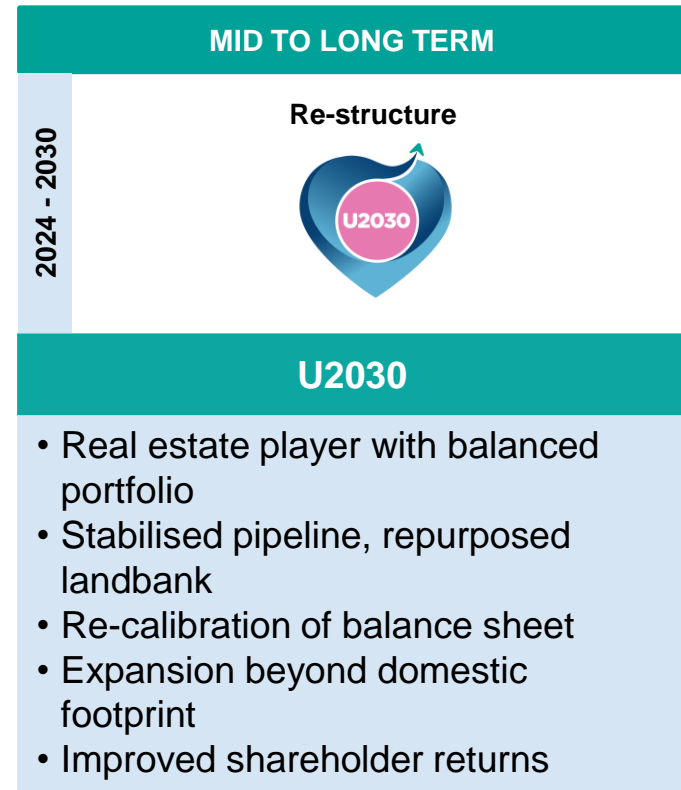 MID TO LONG TERM
2024 - 2030
Re-structure
U2030
U2030
• Real estate player with balanced
portfolio
• Stabilised pipeline, repurposed
landbank
• Re-calibration of balance sheet
• Expansion beyond domestic
footprint
• Improved shareholder returns